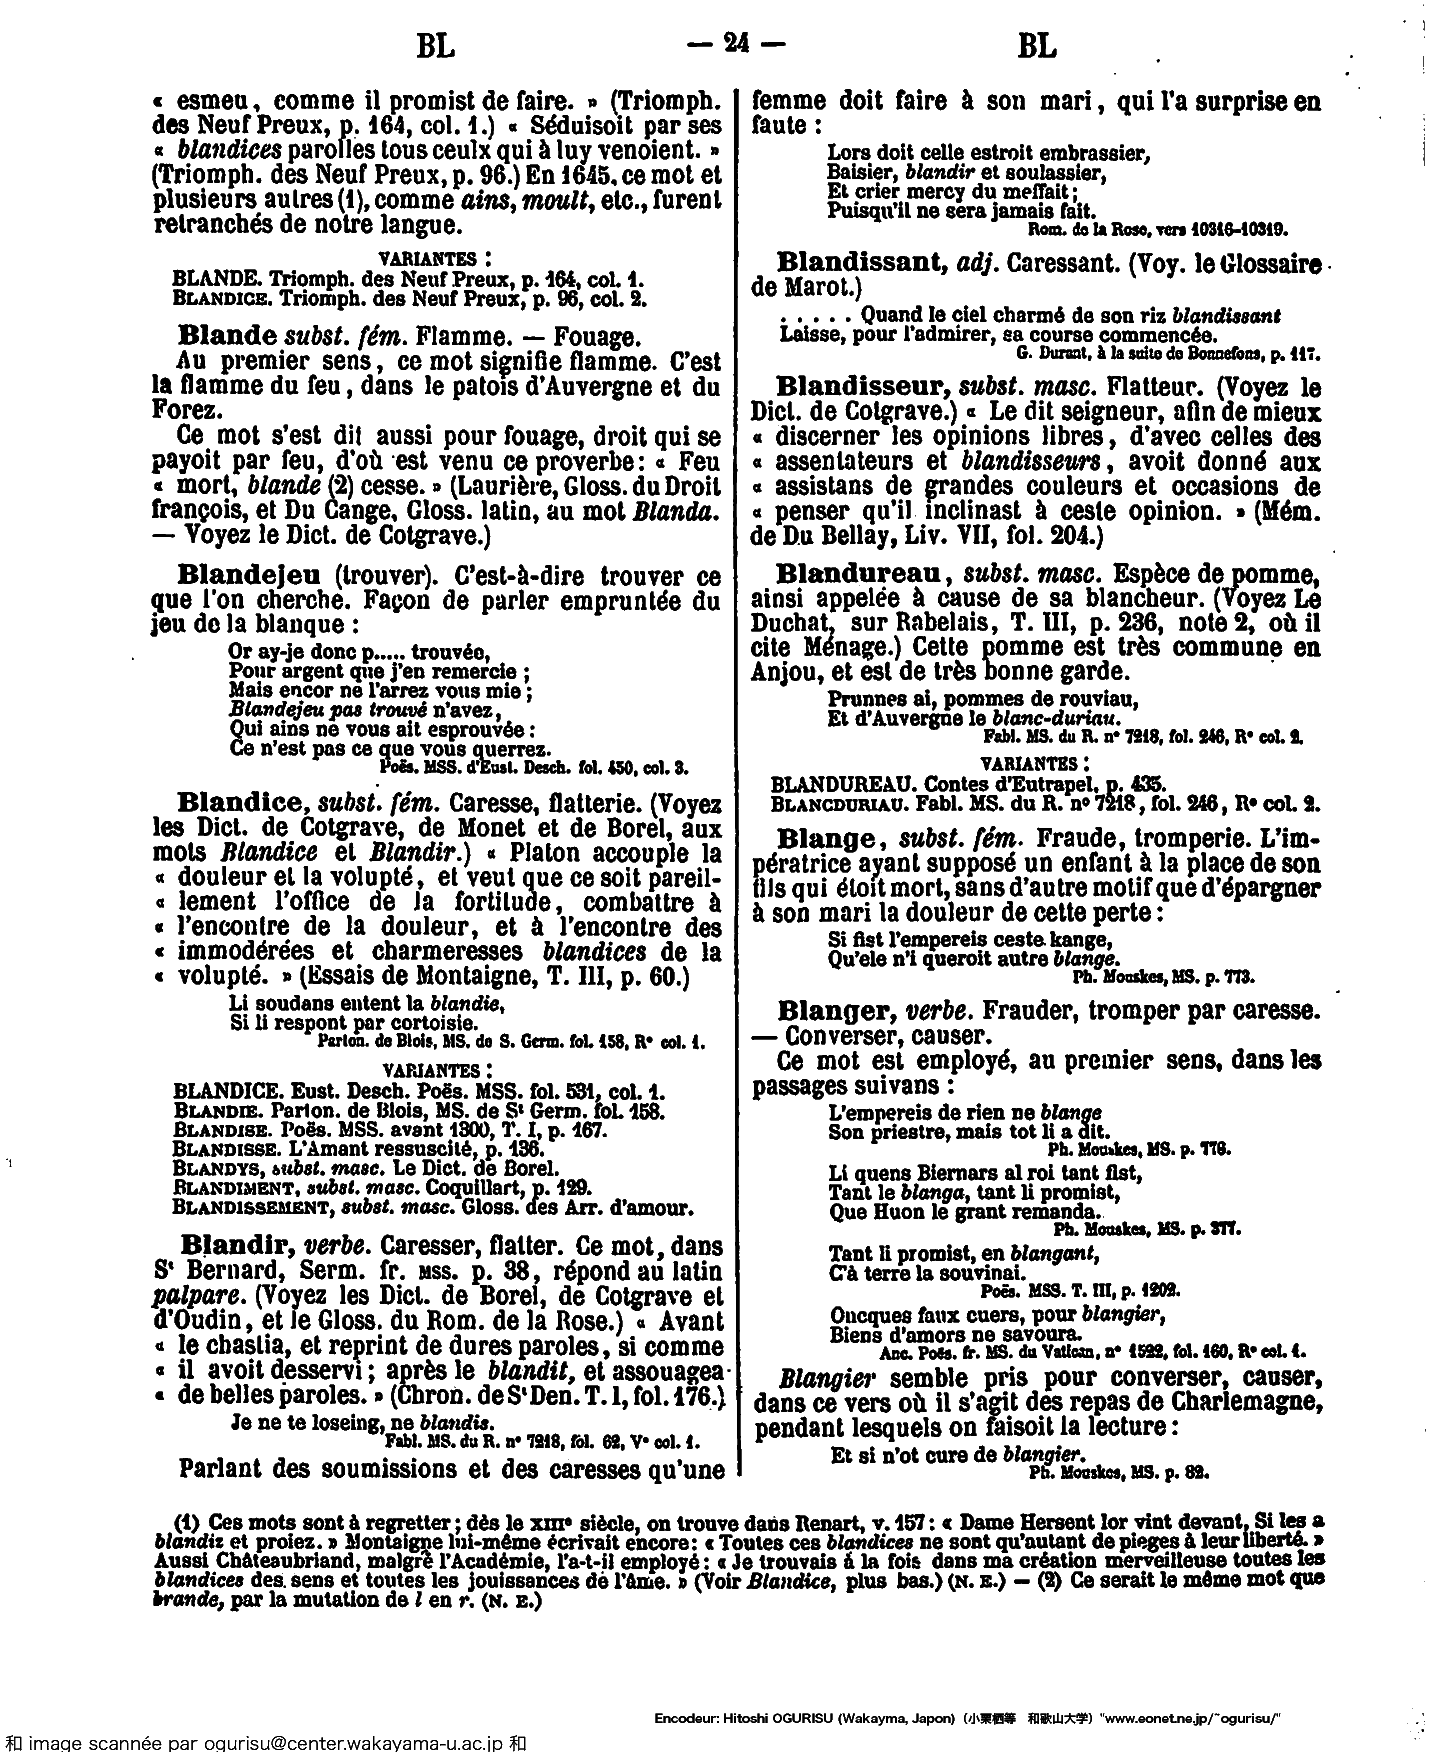 BL
— 24 —
BL
« esmeu, comme il promist de faire. » (Triomph.
des Neuf Preux, p. 164, col. 1.) « Séduisoit par ses
« blandices parolles tous ceulx qui à luy venoient. »
(Triomph. des Neuf Preux, p. 96.) En 1645, ce mot et
plusieurs autres (1), comme ains, moult, etc., furent
retranchés de notre langue.
VARIANTES :
BLANDE. Triomph. des Neuf Preux, p. 164, col. 1.
BLANDICE. Triomph. des Neuf Preux, p. 96, col. 2.
Blande subst. fém. Flamme. — Fouage.
Au premier sens, ce mot signifie flamme. C'est
la flamme du feu, dans le patois d'Auvergne et du
Forez.
Ce mot s'est dit aussi pour fouage, droit qui se
payoit par feu, d'où est venu ce proverbe : « Feu
« mort, blande (2) cesse. » (Laurière, Gloss. du Droit
françois, et Du Cange, Gloss. latin, au mot Blanda.
— Voyez le Dict. de Cotgrave.)
Blandejeu (trouver). C'est-à-dire trouver ce
que l'on cherche. Façon de parler empruntée du
jeu de la blanque :
Or ay-je donc p..... trouvée,
Pour argent que j'en remercie ;
Mais encor ne l'arrez vous mie ;
Blandejeu pas trouvé n'avez,
Qui ains ne vous ait esprouvée :
Ce n'est pas ce que vous querrez.
Poës. MSS. d'Eust. Desch. fol. 450, col. 3.
Blandice, subst. fém. Caresse, flatterie. (Voyez
les Dict. de Cotgrave, de Monet et de Borel, aux
mots Blandice et Blandir.) « Platon accouple la
« douleur et la volupté, et veut que ce soit pareil-
« lement l'office de la fortitude, combattre à
« l'encontre de la douleur, et à l'encontre des
« immodérées et charmeresses blandices de la
« volupté. » (Essais de Montaigne, T. III, p. 60.)
Li soudans entent la blandie,
Si li respont par cortoisie.
Parton. de Blois, MS. de S. Germ. fol. 158, R° col. 1.
VARIANTES :
BLANDICE. Eust. Desch. Poës. MSS. fol. 531, col. 1.
BLANDIE. Parton. de Blois, MS. de St Germ. fol. 158.
BLANDISE. Poës. MSS. avant 1300, T. I, p. 167.
BLANDISSE. L'Amant ressuscité, p. 136.
BLANDYS, subst. masc. Le Dict. de Borel.
BLANDIMENT, subst. masc. Coquillart, p. 129.
BLANDISSEMENT, subst. masc. Gloss. des Arr. d'amour.
Blandir, verbe. Caresser, flatter. Ce mot, dans
St Bernard, Serm. fr. MSS. p. 38, répond au latin
palpare. (Voyez les Dict. de Borel, de Cotgrave et
d'Oudin, et le Gloss. du Rom. de la Rose.) « Avant
« le chastia, et reprint de dures paroles, si comme
« il avoit desservi ; après le blandit, et assouagea
« de belles paroles. » (Chron. de St Den. T. I, fol. 176.)
Je ne te loseing, ne blandis.
Fabl. MS. du R. n° 7218, fol. 62, V° col. 1.
Parlant des soumissions et des caresses qu'une
femme doit faire à son mari, qui l'a surprise en
faute :
Lors doit celle estroit embrassier,
Baisier, blandir et soulassier,
Et crier mercy du meffait ;
Puisqu'il ne sera jamais fait.
Rom. de la Rose, vers 10316-10319.
Blandissant, adj. Caressant. (Voy. le Glossaire
de Marot.)
. . . . . Quand le ciel charmé de son riz blandissant
Laisse, pour l'admirer, sa course commencée.
G. Durant, à la suite de Bonnefons, p. 117.
Blandisseur, subst. masc. Flatteur. (Voyez le
Dict. de Cotgrave.) « Le dit seigneur, afin de mieux
« discerner les opinions libres, d'avec celles des
« assentateurs et blandisseurs, avoit donné aux
« assistans de grandes couleurs et occasions de
« penser qu'il inclinast à ceste opinion. » (Mém.
de Du Bellay, Liv. VII, fol. 204.)
Blandureau, subst. masc. Espèce de pomme,
ainsi appelée à cause de sa blancheur. (Voyez Le
Duchat, sur Rabelais, T. III, p. 236, note 2, où il
cite Ménage.) Cette pomme est très commune en
Anjou, et est de très bonne garde.
Prunnes ai, pommes de rouviau,
Et d'Auvergne le blanc-duriau.
Fabl. MS. du R. n° 7218, fol. 246, R° col. 2.
VARIANTES :
BLANDUREAU. Contes d'Eutrapel, p. 435.
BLANCDURIAU. Fabl. MS. du R. n° 7218, fol. 246, R° col. 2.
Blange, subst. fém. Fraude, tromperie. L'im-
pératrice ayant supposé un enfant à la place de son
fils qui étoit mort, sans d'autre motif que d'épargner
à son mari la douleur de cette perte :
Si fist l'empereis ceste kange,
Qu'ele n'i queroit autre blange.
Ph. Mouskes, MS. p. 773.
Blanger, verbe. Frauder, tromper par caresse.
— Converser, causer.
Ce mot est employé, au premier sens, dans les
passages suivans :
L'empereis de rien ne blange
Son priestre, mais tot li a dit.
Ph. Mouskes, MS. p. 776.
Li quens Biernars al roi tant fist,
Tant le blanga, tant li promist,
Que Huon le grant remanda.
Ph. Mouskes, MS. p. 377.
Tant li promist, en blangant,
C'à terre la souvinai.
Poës. MSS. T. III, p. 1202.
Oncques faux cuers, pour blangier,
Biens d'amors ne savoura.
Anc. Poës. fr. MS. du Vatican, n° 1522, fol. 160, R° col. 1.
Blangier semble pris pour converser, causer,
dans ce vers où il s'agit des repas de Charlemagne,
pendant lesquels on faisoit la lecture :
Et si n'ot cure de blangier.
Ph. Mouskes, MS. p. 82.
(1) Ces mots sont à regretter ; dès le XIIIe siècle, on trouve dans Renart, v. 157 : « Dame Hersent lor vint devant, Si les a
blandiz et proiez. » Montaigne lui-même écrivait encore : « Toutes ces blandices ne sont qu'autant de pieges à leur liberté. »
Aussi Châteaubriand, malgré l'Académie, l'a-t-il employé : « Je trouvais á la fois dans ma création merveilleuse toutes les
blandices des sens et toutes les jouissances de l'âme. » (Voir Blandice, plus bas.) (N. E.) — (2) Ce serait le même mot que
brande, par la mutation de l en r. (N. E.)
Encodeur: Hitoshi OGURISU (Wakayma, Japon) (小栗栖等 和歌山大学) "www.eonet.ne.jp/~ogurisu/"
和 image scannée par ogurisu@center.wakayama-u.ac.jp 和